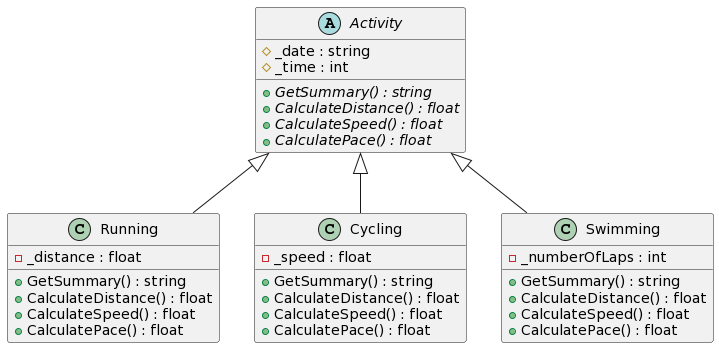 A Activity
_date : string
_time : int
GetSummary() : string
CalculateDistance() : float
CalculateSpeed() : float
CalculatePace() : float
C Running
_distance : float
GetSummary() : string
CalculateDistance() : float
CalculateSpeed() : float
CalculatePace() : float
C Cycling
_speed : float
GetSummary() : string
CalculateDistance() : float
CalculateSpeed() : float
CalculatePace() : float
C Swimming
_numberOfLaps : int
GetSummary() : string
CalculateDistance() : float
CalculateSpeed() : float
CalculatePace() : float